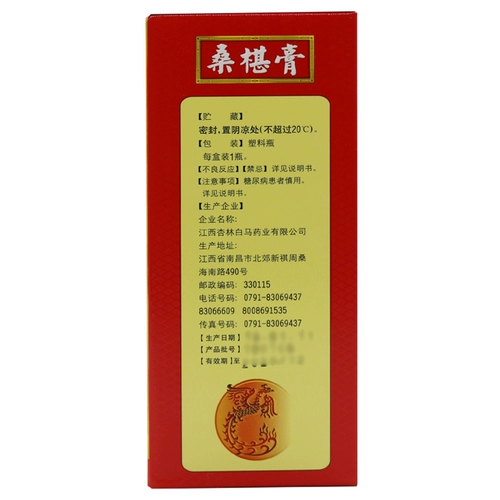 桑椹膏
【贮 藏】
密封,置阴凉处(不超过20℃)。
【包 装】塑料瓶
每盒装1瓶。
【不良反应】【禁忌】详见说明书。
【注意事项】糖尿病患者慎用。
详见说明书。
【生产企业】
企业名称:
江西杏林白马药业有限公司
生产地址:
江西省南昌市北郊新祺周桑
海南路490号
邮政编码: 330115
电话号码: 0791-83069437
83066609 8008691535
传真号码: 0791-83069437
【生产日期】
【产品批号】
【有效期】至